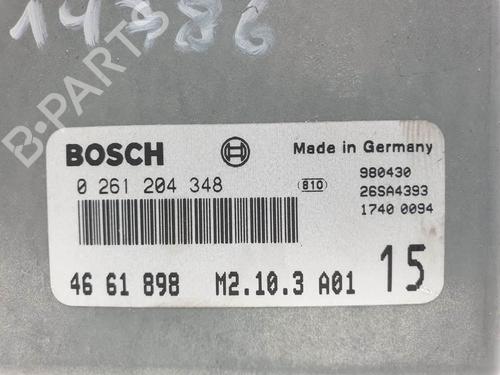 14786
B-PARTS
BOSCH
Made in Germany
0 261 204 348
810
980430
26SA4393
1740 0094
46 61 898 M2.10.3 A01 15